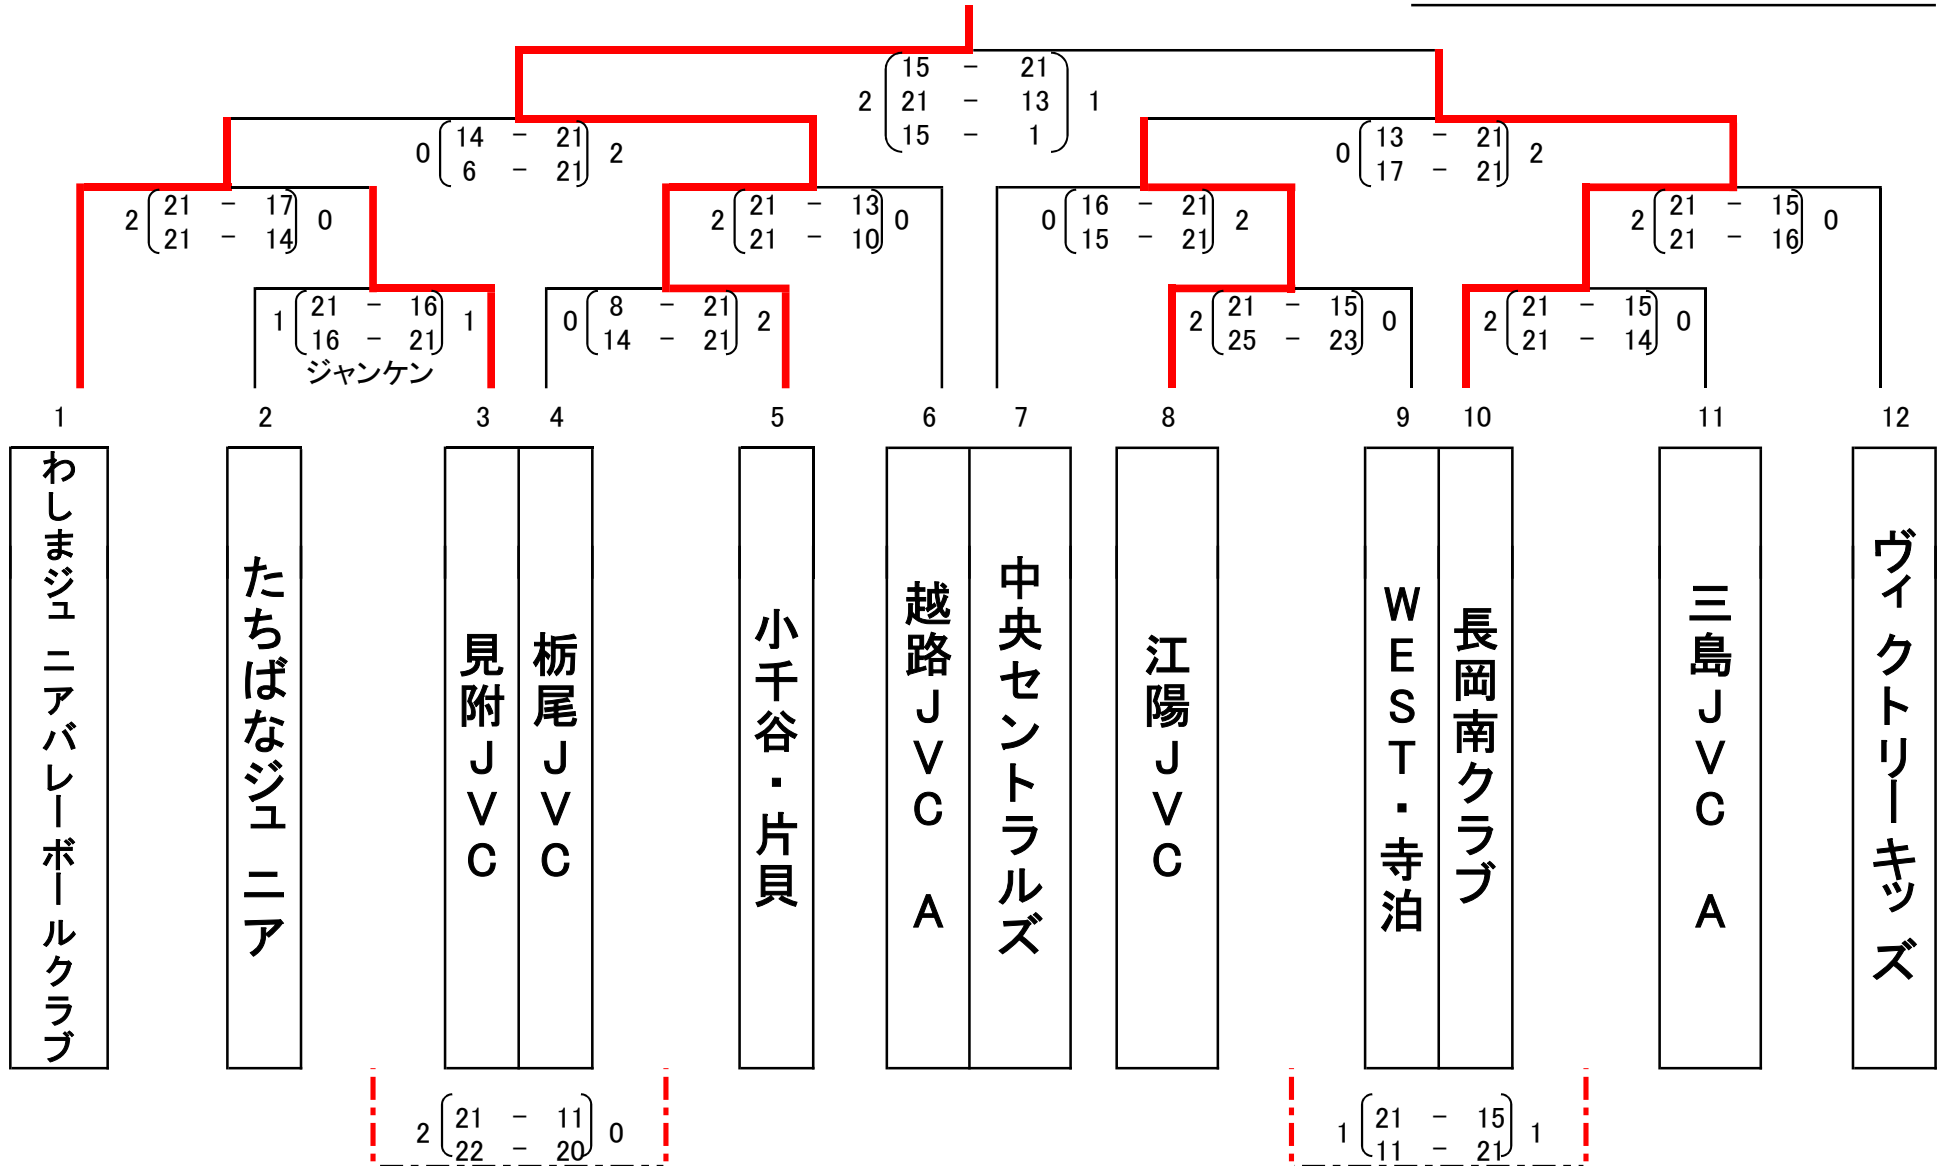 15 − 21
2 21 − 13 1
15 − 1
14 − 21
0 2
6 − 21
13 − 21
0 2
17 − 21
21 − 17
2 0
21 − 14
21 − 13
2 0
21 − 10
16 − 21
0 2
15 − 21
21 − 15
2 0
21 − 16
21 − 16
1 1
16 − 21
ジャンケン
8 − 21
0 2
14 − 21
21 − 15
2 0
25 − 23
21 − 15
2 0
21 − 14
1 2 3 4 5 6 7 8 9 10 11 12
わしまジュニアバレーボールクラブ
たちばなジュニア
見附JVC
栃尾JVC
小千谷・片貝
越路JVC A
中央セントラルズ
江陽JVC
WEST・寺泊
長岡南クラブ
三島JVC A
ヴィクトリーキッズ
21 − 11
2 0
22 − 20
21 − 15
1 1
11 − 21